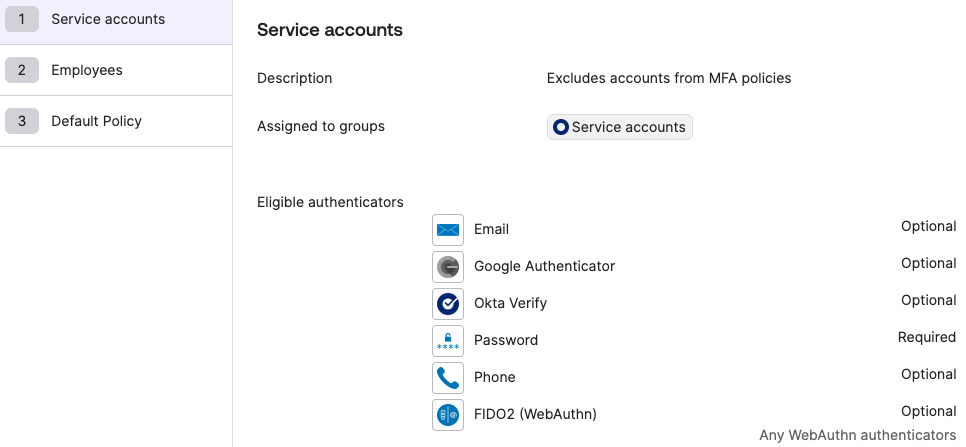 1 Service accounts
2 Employees
3 Default Policy
Service accounts
Description Excludes accounts from MFA policies
Assigned to groups Service accounts
Eligible authenticators
Email Optional
Google Authenticator Optional
Okta Verify Optional
Password Required
Phone Optional
FIDO2 (WebAuthn) Optional
Any WebAuthn authenticators